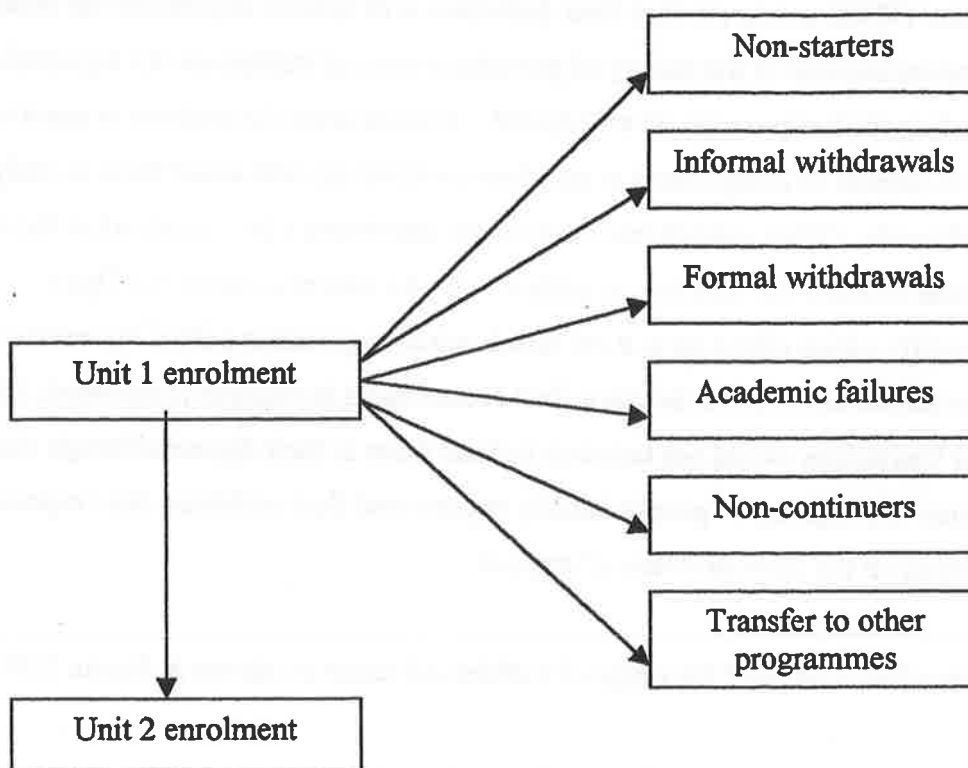 Non-starters
Informal withdrawals
Formal withdrawals
Unit 1 enrolment
Academic failures
Non-continuers
Transfer to other
programmes
Unit 2 enrolment